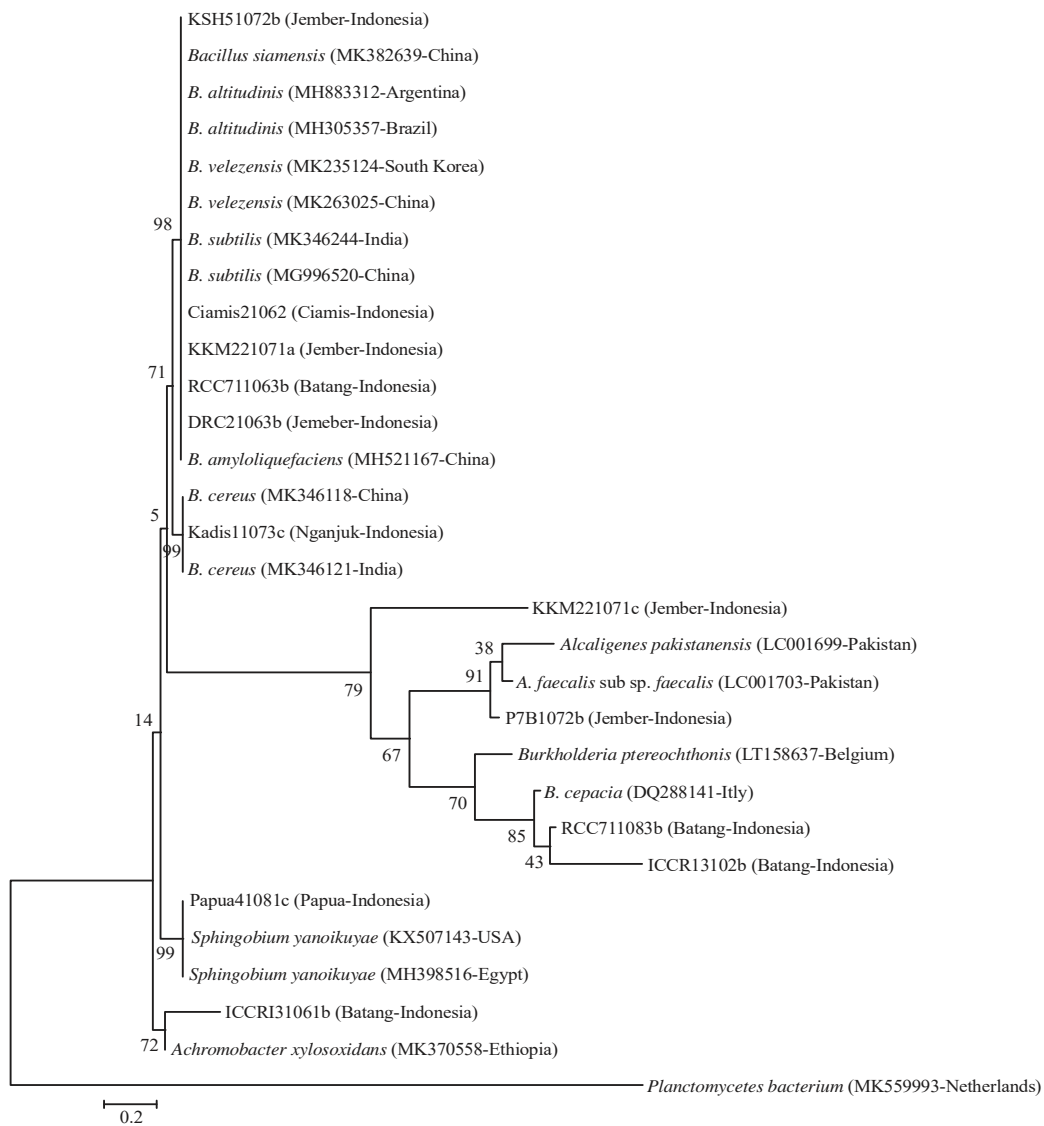 KSH51072b (Jember-Indonesia)
Bacillus siamensis (MK382639-China)
B. altitudinis (MH883312-Argentina)
B. altitudinis (MH305357-Brazil)
B. velezensis (MK235124-South Korea)
B. velezensis (MK263025-China)
98
B. subtilis (MK346244-India)
B. subtilis (MG996520-China)
Ciamis21062 (Ciamis-Indonesia)
KKM221071a (Jember-Indonesia)
71
RCC711063b (Batang-Indonesia)
DRC21063b (Jemeber-Indonesia)
B. amyloliquefaciens (MH521167-China)
B. cereus (MK346118-China)
5
Kadis11073c (Nganjuk-Indonesia)
99
B. cereus (MK346121-India)
KKM221071c (Jember-Indonesia)
38
Alcaligenes pakistanensis (LC001699-Pakistan)
91
A. faecalis sub sp. faecalis (LC001703-Pakistan)
79
14
P7B1072b (Jember-Indonesia)
67
Burkholderia ptereochthonis (LT158637-Belgium)
70
B. cepacia (DQ288141-Itly)
85
RCC711083b (Batang-Indonesia)
43
ICCR13102b (Batang-Indonesia)
Papua41081c (Papua-Indonesia)
Sphingobium yanoikuyae (KX507143-USA)
99
Sphingobium yanoikuyae (MH398516-Egypt)
ICCRI31061b (Batang-Indonesia)
72
Achromobacter xylosoxidans (MK370558-Ethiopia)
Planctomycetes bacterium (MK559993-Netherlands)
0.2